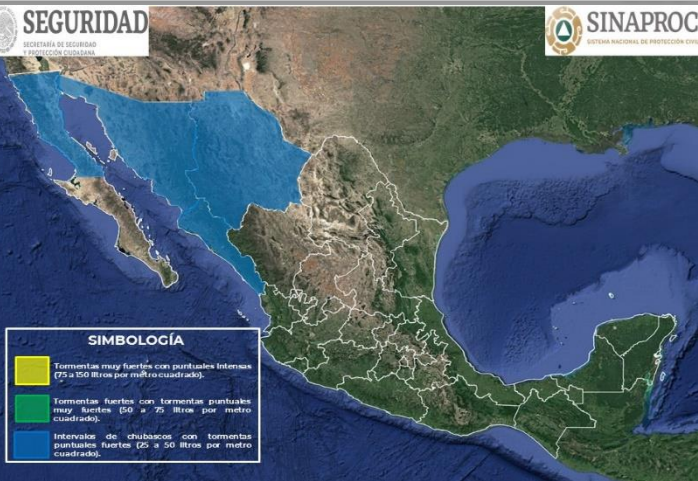 SEGURIDAD
SECRETARÍA DE SEGURIDAD
Y PROTECCIÓN CIUDADANA
SINAPROC
SISTEMA NACIONAL DE PROTECCIÓN CIVIL
SIMBOLOGÍA
Tormentas muy fuertes con puntuales Intensas
(75 a 150 litros por metro cuadrado).
Tormentas fuertes con tormentas puntuales
muy fuertes (50 a 75 litros por metro
cuadrado).
Intervalos de chubascos con tormentas
puntuales fuertes (25 a 50 litros por metro
cuadrado).